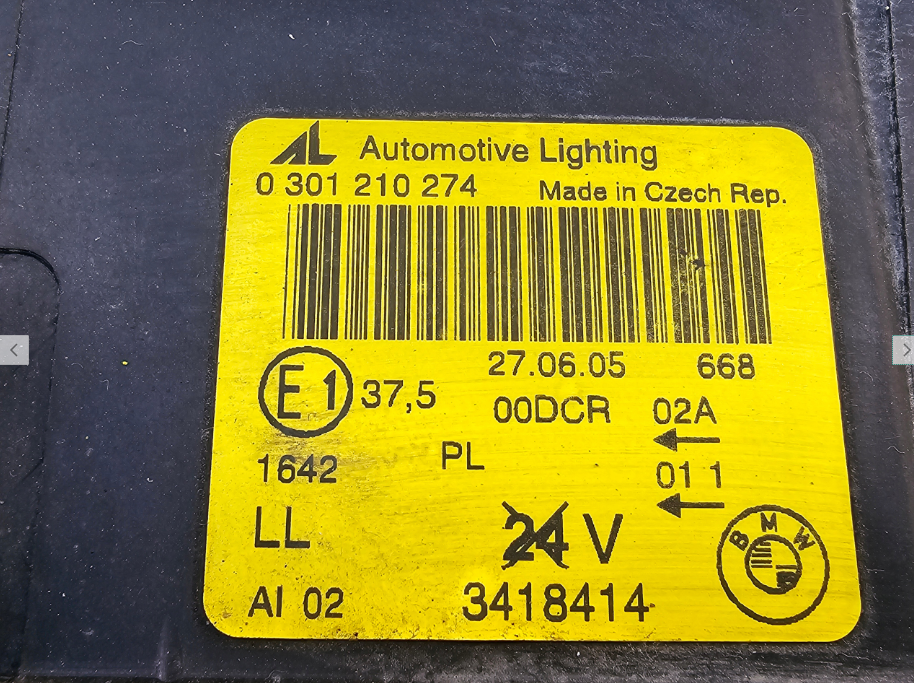 AL Automotive Lighting
0 301 210 274 Made in Czech Rep.
27.06.05 668
E1 37,5 00DCR 02A
←
1642 PL 01 1
←
LL 24 V
BMW
Al 02 3418414